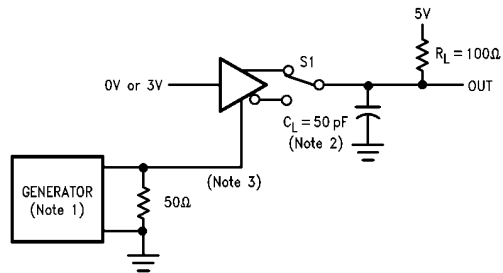 5V
R_L = 100Ω
S1
0V or 3V
OUT
C_L = 50 pF
(Note 2)
(Note 3)
GENERATOR
(Note 1)
50Ω